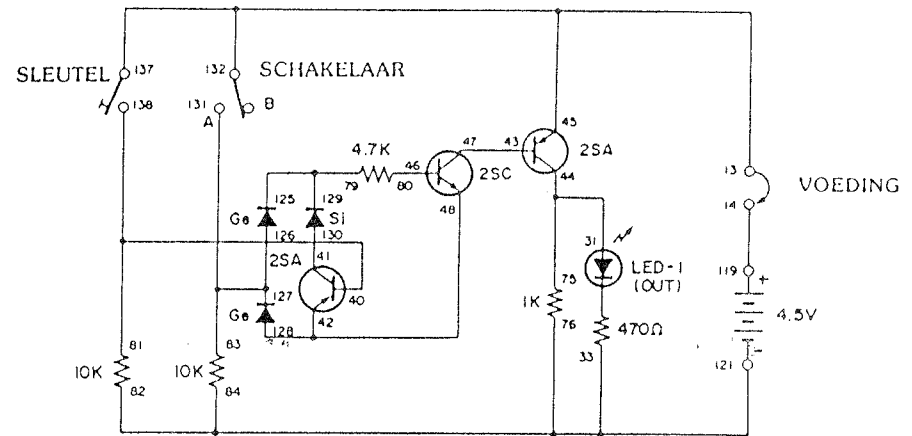 SLEUTEL
137
138
132
SCHAKELAAR
131
A
B
4.7K
79
80
46
47
48
2SC
43
45
2SA
44
13
14
VOEDING
Ge
125
126
129
Si
130
2SA
41
40
42
Ge
127
128
31
LED-1
(OUT)
75
1K
76
470Ω
33
119
+
4.5V
-
121
81
10K
82
83
10K
84